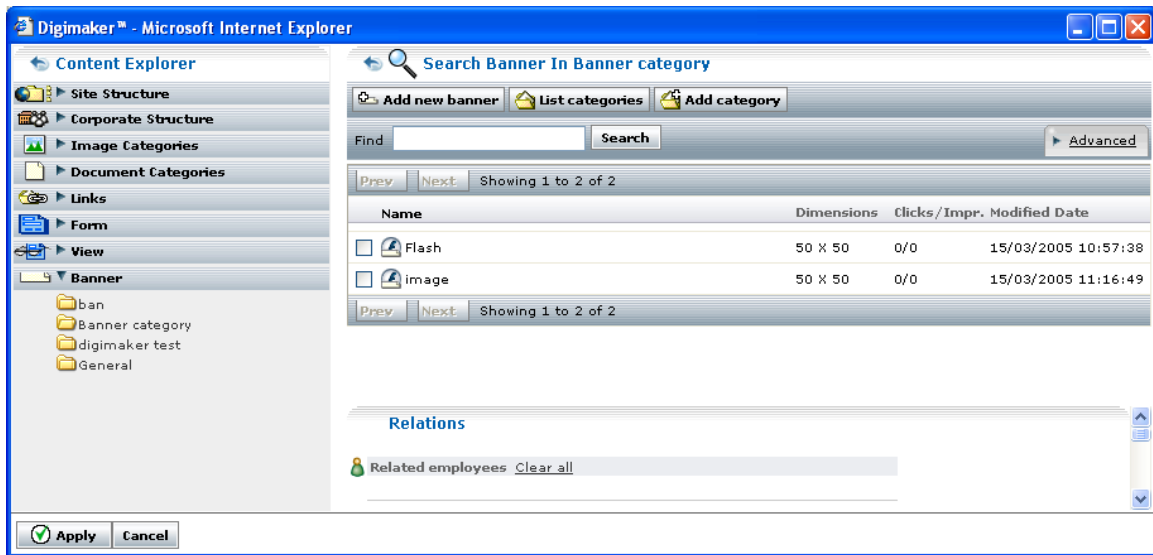 Digimaker™ - Microsoft Internet Explorer
Content Explorer
Site Structure
Corporate Structure
Image Categories
Document Categories
Links
Form
View
Banner
ban
Banner category
digimaker test
General
Search Banner In Banner category
Add new banner List categories Add category
Find Search Advanced
Prev Next Showing 1 to 2 of 2
Name Dimensions Clicks/Impr. Modified Date
Flash 50 X 50 0/0 15/03/2005 10:57:38
image 50 X 50 0/0 15/03/2005 11:16:49
Prev Next Showing 1 to 2 of 2
Relations
Related employees Clear all
Apply Cancel